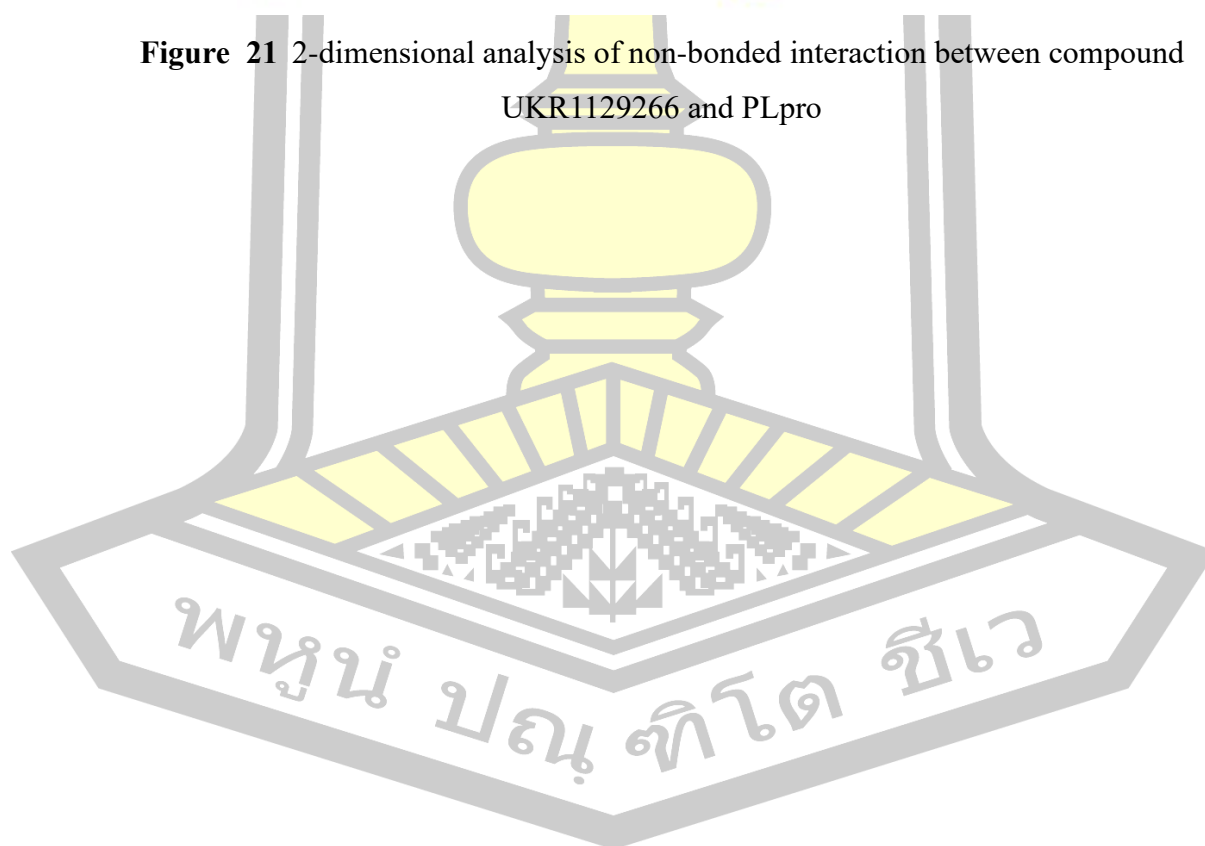 Figure 21 2-dimensional analysis of non-bonded interaction between compound
UKR1129266 and PLpro
พหูนํ ปณฺ ฑิโต ชีเว